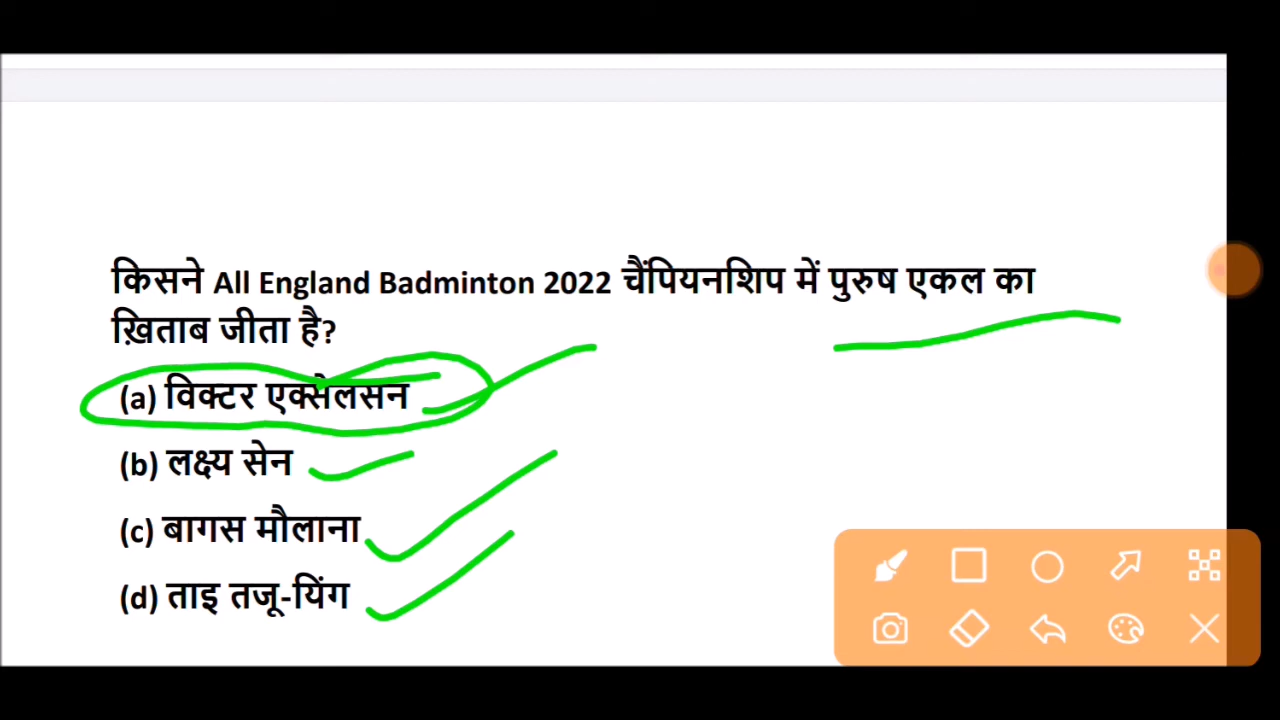 किसने All England Badminton 2022 चैंपियनशिप में पुरुष एकल का
ख़िताब जीता है?
(a) विक्टर एक्सेलसन
(b) लक्ष्य सेन
(c) बागस मौलाना
(d) ताइ तजू-यिंग